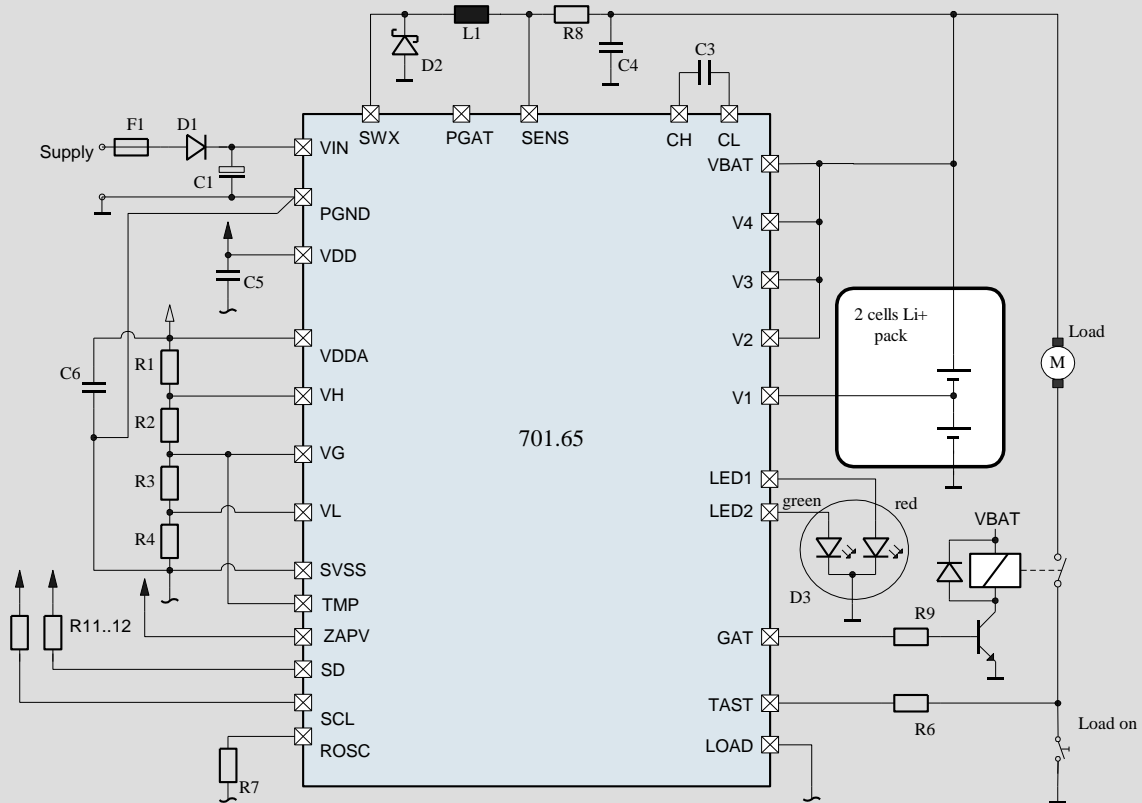 L1
R8
D2
C4
C3
F1
D1
Supply
C1
SWX
PGAT
SENS
CH
CL
VIN
VBAT
PGND
V4
VDD
C5
V3
2 cells Li+
pack
Load
V2
VDDA
R1
M
C6
VH
V1
R2
701.65
VG
R3
LED1
green
red
VL
LED2
R4
VBAT
SVSS
D3
TMP
R11..12
ZAPV
GAT
R9
SD
SCL
TAST
R6
Load on
ROSC
LOAD
R7